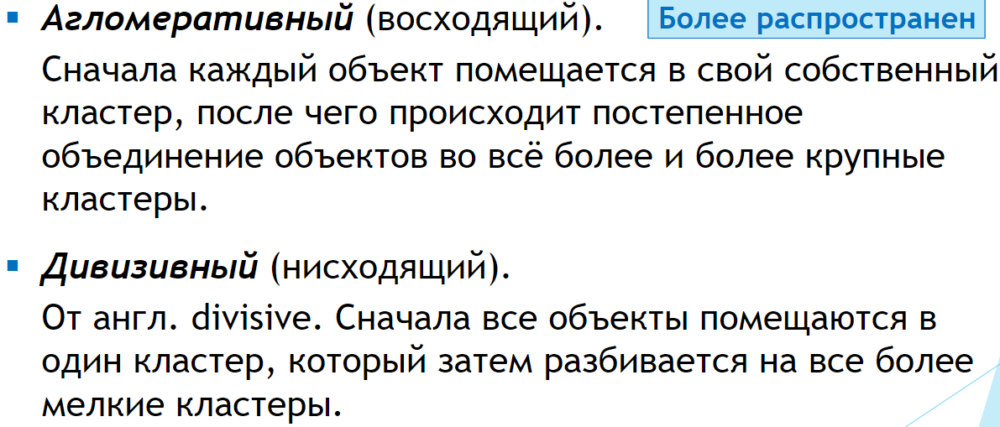 Агломеративный (восходящий).
Более распространен
Сначала каждый объект помещается в свой собственный
кластер, после чего происходит постепенное
объединение объектов во всё более и более крупные
кластеры.
Дивизивный (нисходящий).
От англ. divisive. Сначала все объекты помещаются в
один кластер, который затем разбивается на все более
мелкие кластеры.